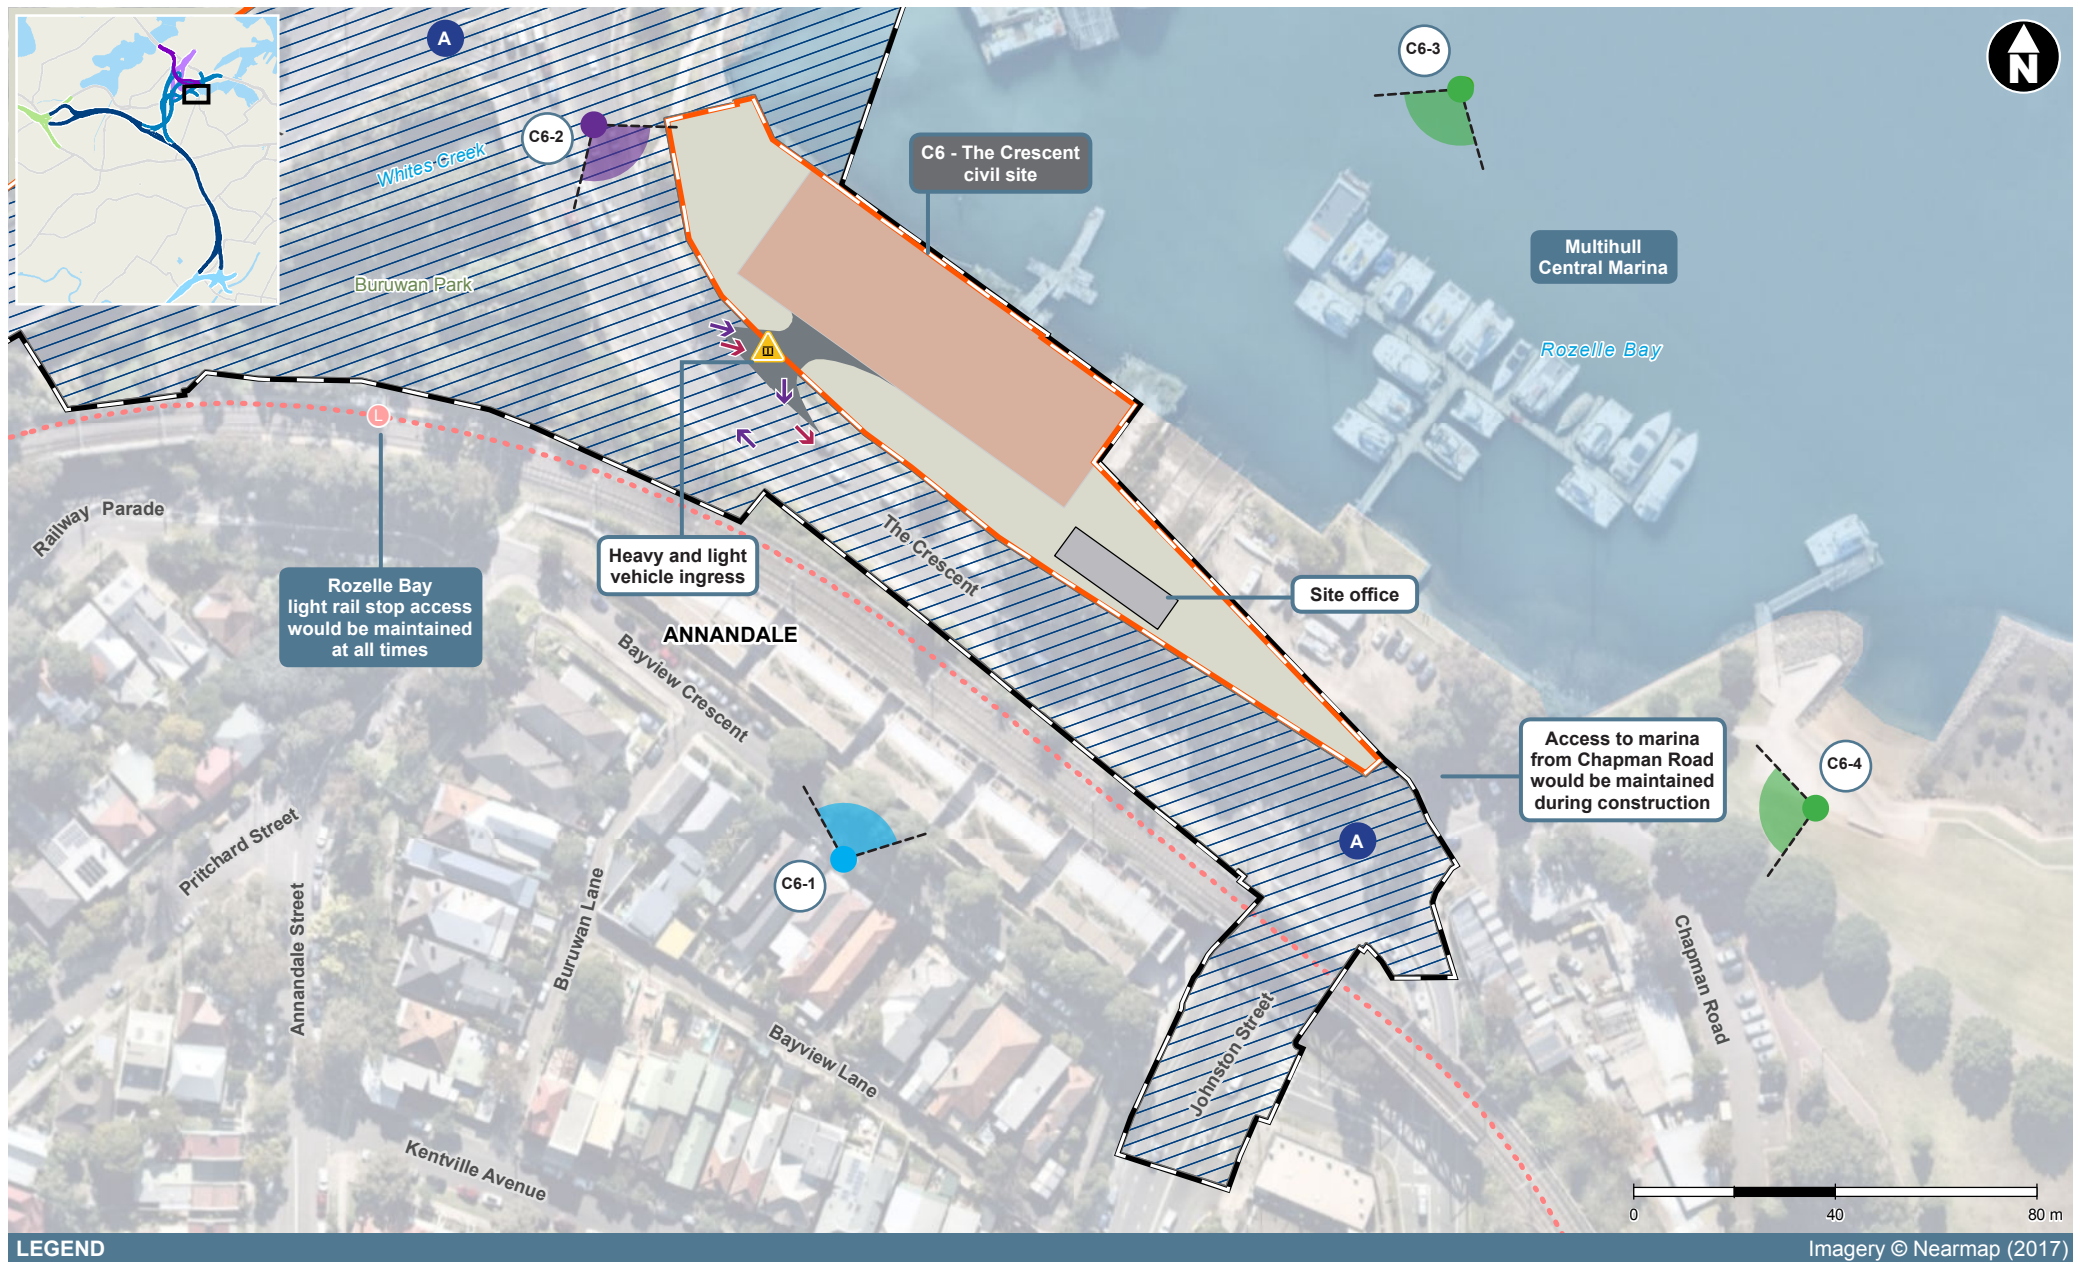 A
C6-3
N
C6-2
C6 - The Crescent
civil site
Whites Creek
Multihull
Central Marina
Buruwan Park
Rozelle Bay
L
Railway Parade
The Crescent
Heavy and light
vehicle ingress
Rozelle Bay
light rail stop access
would be maintained
at all times
Site office
ANNANDALE
Bayview Crescent
Access to marina
from Chapman Road
would be maintained
during construction
C6-4
Pritchard Street
A
C6-1
Annandale Street
Buruwan Lane
Chapman Road
Bayview Lane
Johnston Street
Kentville Avenue
0 40 80 m
LEGEND
Imagery © Nearmap (2017)